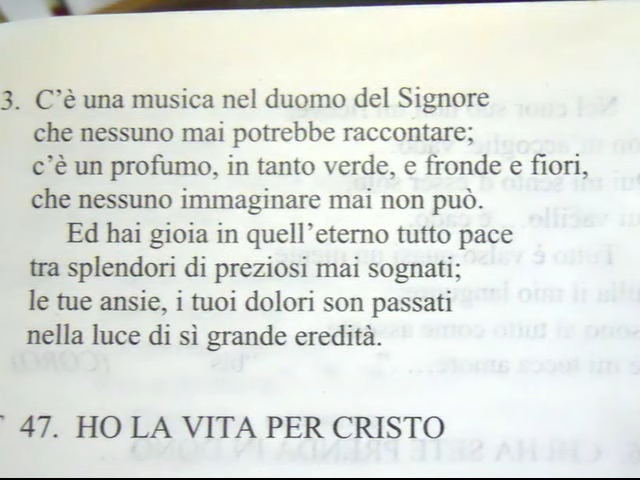 3. C'è una musica nel duomo del Signore
che nessuno mai potrebbe raccontare;
c'è un profumo, in tanto verde, e fronde e fiori,
che nessuno immaginare mai non può.
Ed hai gioia in quell'eterno tutto pace
tra splendori di preziosi mai sognati;
le tue ansie, i tuoi dolori son passati
nella luce di sì grande eredità.
47. HO LA VITA PER CRISTO